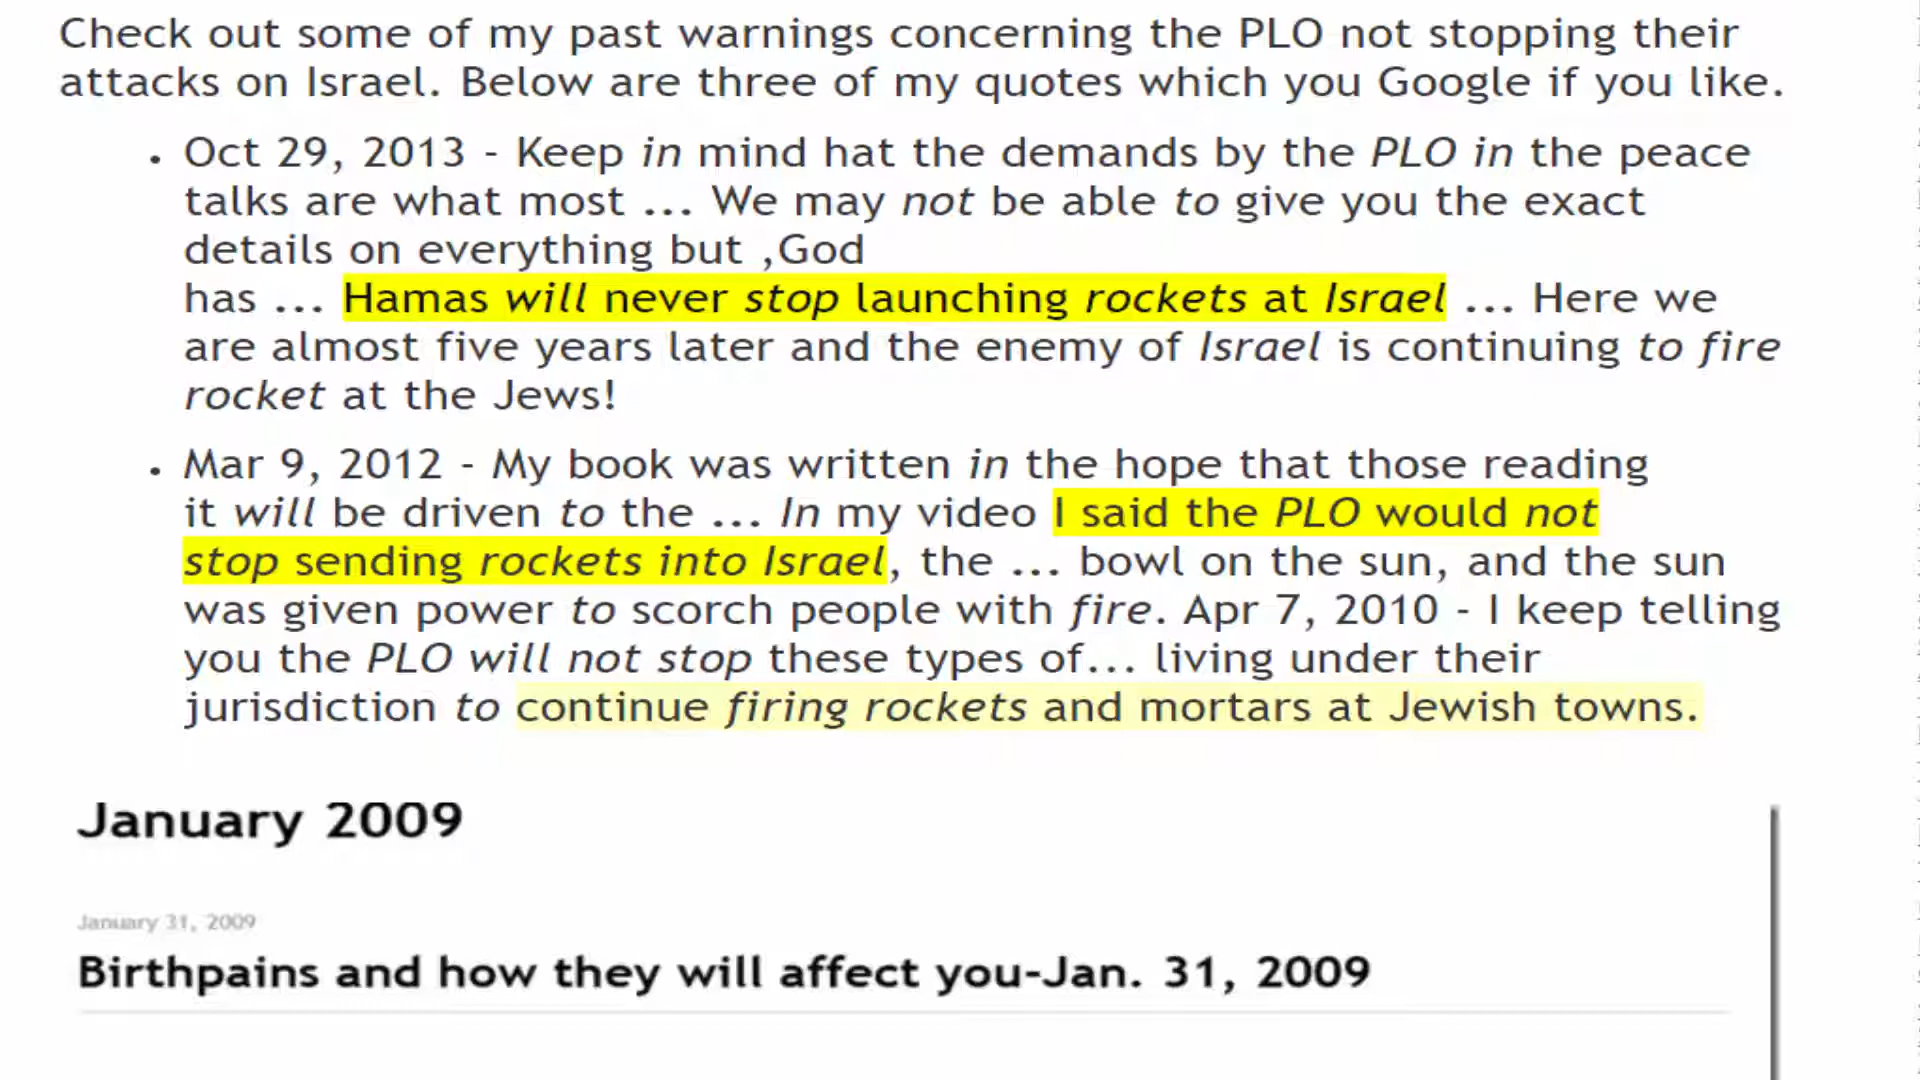 Check out some of my past warnings concerning the PLO not stopping their
attacks on Israel. Below are three of my quotes which you Google if you like.
• Oct 29, 2013 - Keep in mind hat the demands by the PLO in the peace
talks are what most ... We may not be able to give you the exact
details on everything but ,God
has ... Hamas will never stop launching rockets at Israel ... Here we
are almost five years later and the enemy of Israel is continuing to fire
rocket at the Jews!
• Mar 9, 2012 - My book was written in the hope that those reading
it will be driven to the ... In my video I said the PLO would not
stop sending rockets into Israel, the ... bowl on the sun, and the sun
was given power to scorch people with fire. Apr 7, 2010 - I keep telling
you the PLO will not stop these types of... living under their
jurisdiction to continue firing rockets and mortars at Jewish towns.
January 2009
January 31, 2009
Birthpains and how they will affect you-Jan. 31, 2009